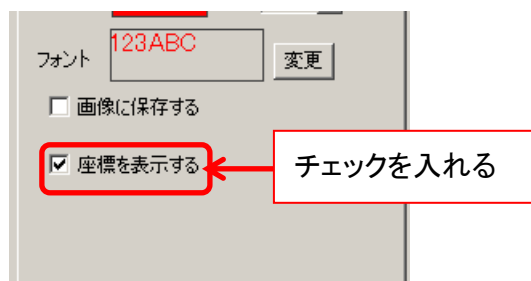 フォント
123ABC
変更
画像に保存する
座標を表示する
チェックを入れる